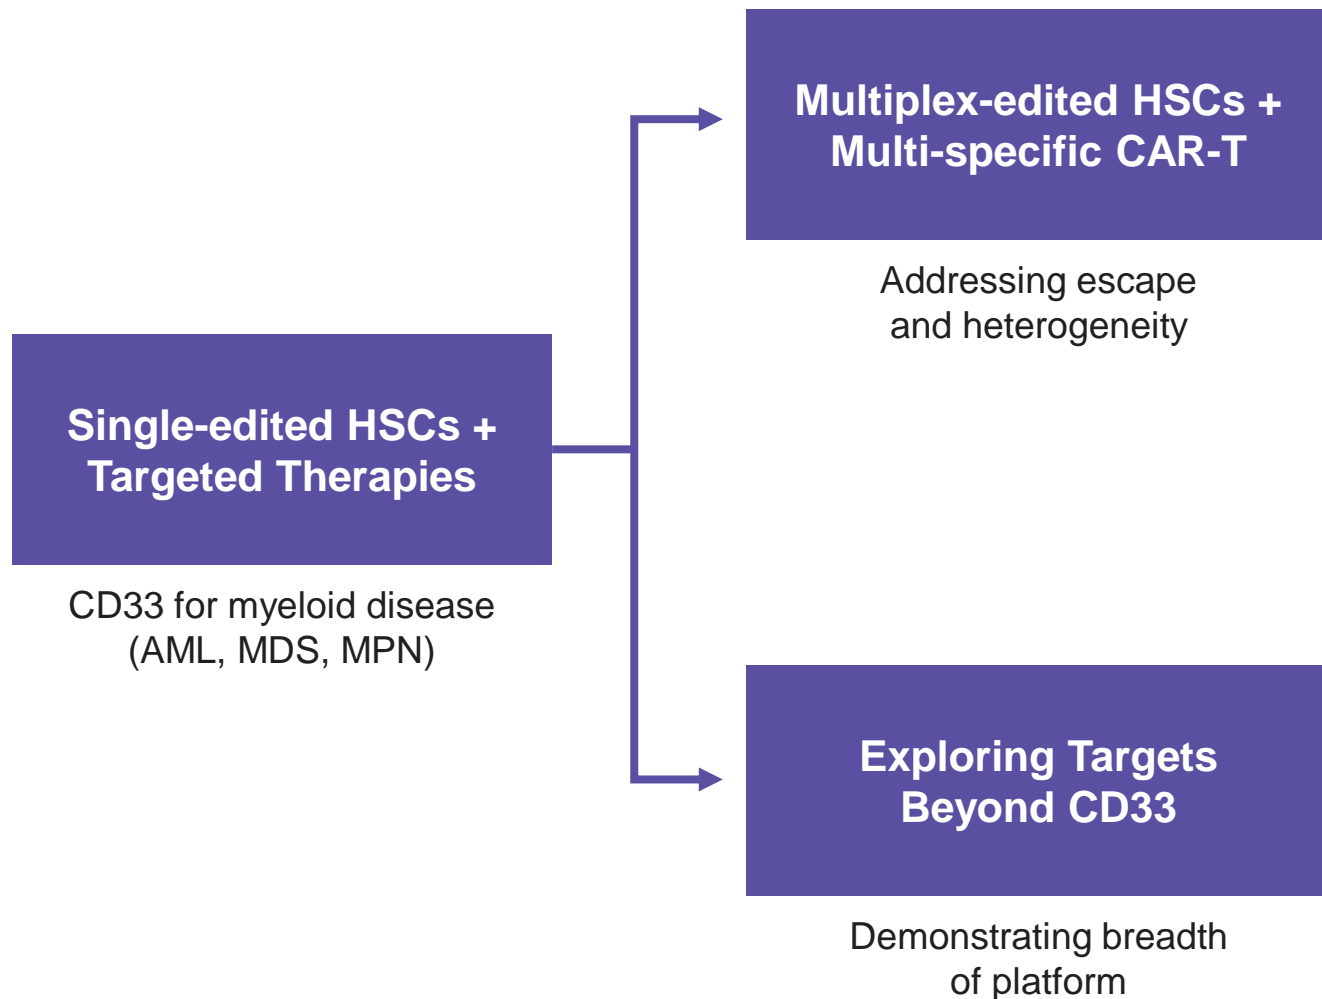 Single-edited HSCs +
Targeted Therapies
CD33 for myeloid disease
(AML, MDS, MPN)
Multiplex-edited HSCs +
Multi-specific CAR-T
Addressing escape
and heterogeneity
Exploring Targets
Beyond CD33
Demonstrating breadth
of platform